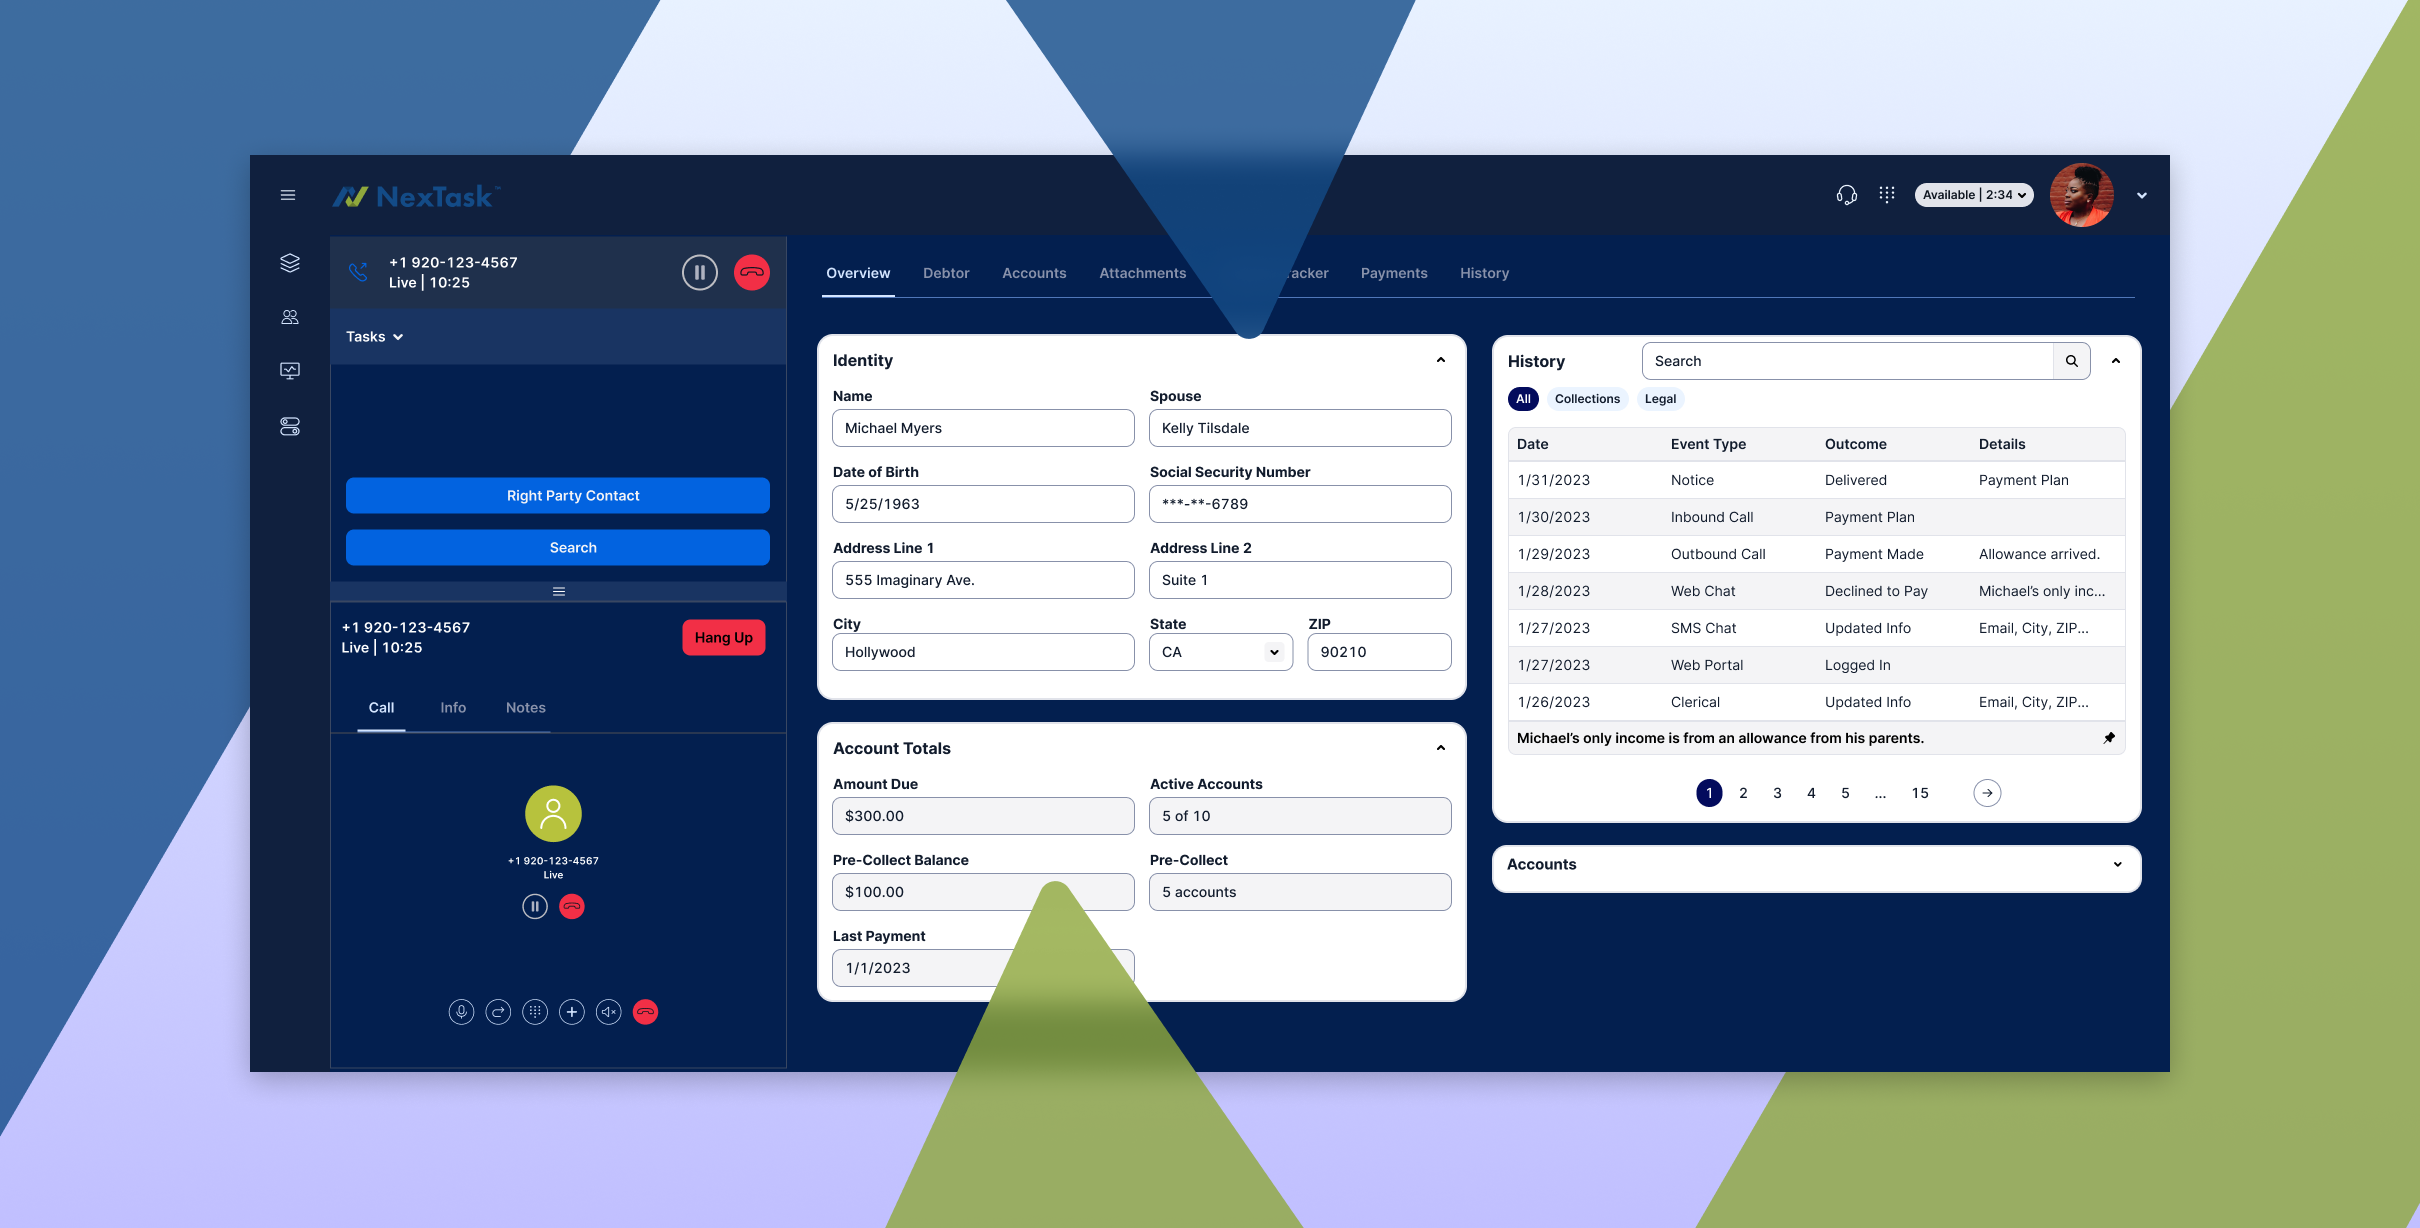 NexTask™
Available | 2:34
+1 920-123-4567
Live | 10:25
Tasks
Right Party Contact
Search
+1 920-123-4567
Live | 10:25
Hang Up
Call Info Notes
+1 920-123-4567
Live
Overview Debtor Accounts Attachments Payments History
Identity
Name Spouse
Michael Myers Kelly Tilsdale
Date of Birth Social Security Number
5/25/1963 ***-**-6789
Address Line 1 Address Line 2
555 Imaginary Ave. Suite 1
City State ZIP
Hollywood CA 90210
Account Totals
Amount Due Active Accounts
$300.00 5 of 10
Pre-Collect Balance Pre-Collect
$100.00 5 accounts
Last Payment
1/1/2023
History Search
All Collections Legal
Date Event Type Outcome Details
1/31/2023 Notice Delivered Payment Plan
1/30/2023 Inbound Call Payment Plan
1/29/2023 Outbound Call Payment Made Allowance arrived.
1/28/2023 Web Chat Declined to Pay Michael's only inc...
1/27/2023 SMS Chat Updated Info Email, City, ZIP...
1/27/2023 Web Portal Logged In
1/26/2023 Clerical Updated Info Email, City, ZIP...
Michael's only income is from an allowance from his parents.
1 2 3 4 5 ... 15
Accounts